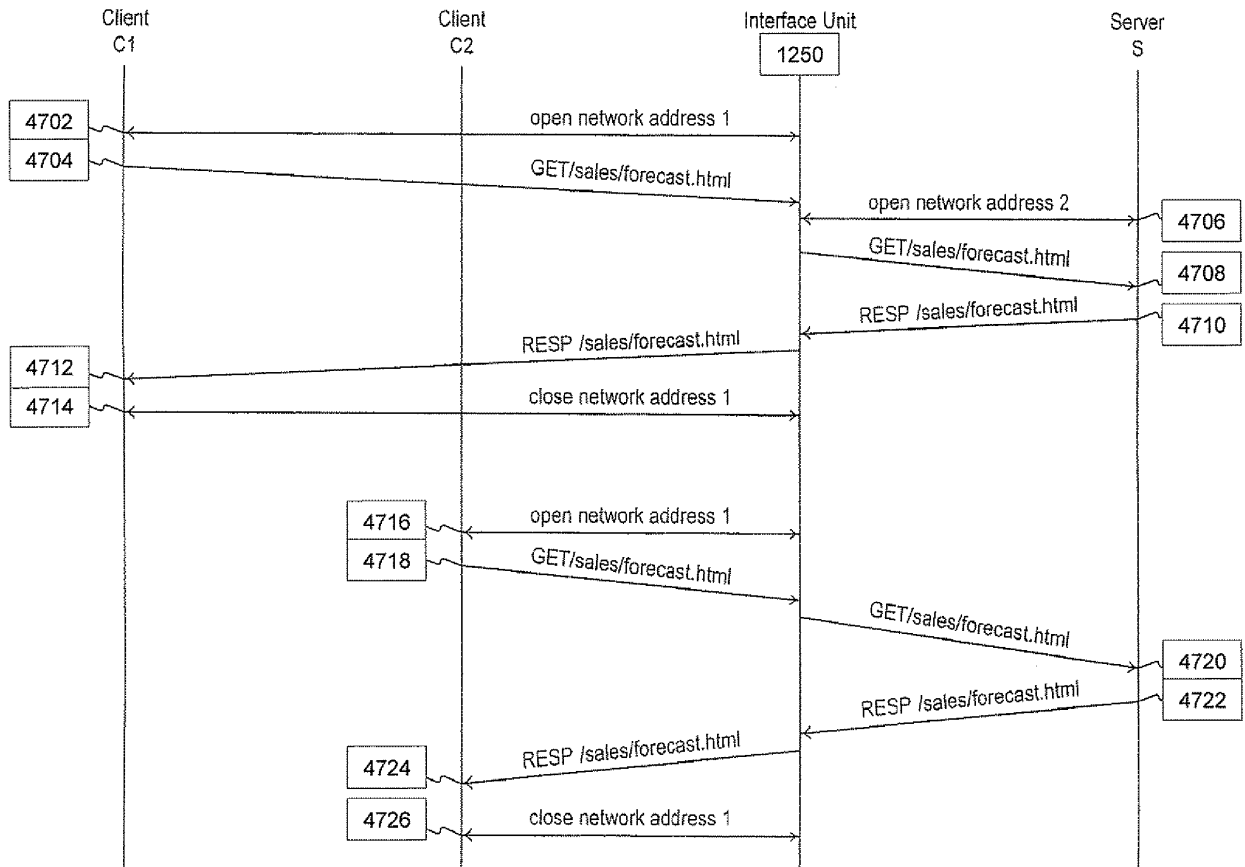 Client
C1
Client
C2
Interface Unit
1250
Server
S
4702
open network address 1
4704
GET/sales/forecast.html
open network address 2
4706
GET/sales/forecast.html
4708
RESP /sales/forecast.html
4710
RESP /sales/forecast.html
4712
4714
close network address 1
4716
open network address 1
4718
GET/sales/forecast.html
GET/sales/forecast.html
4720
RESP /sales/forecast.html
4722
RESP /sales/forecast.html
4724
4726
close network address 1